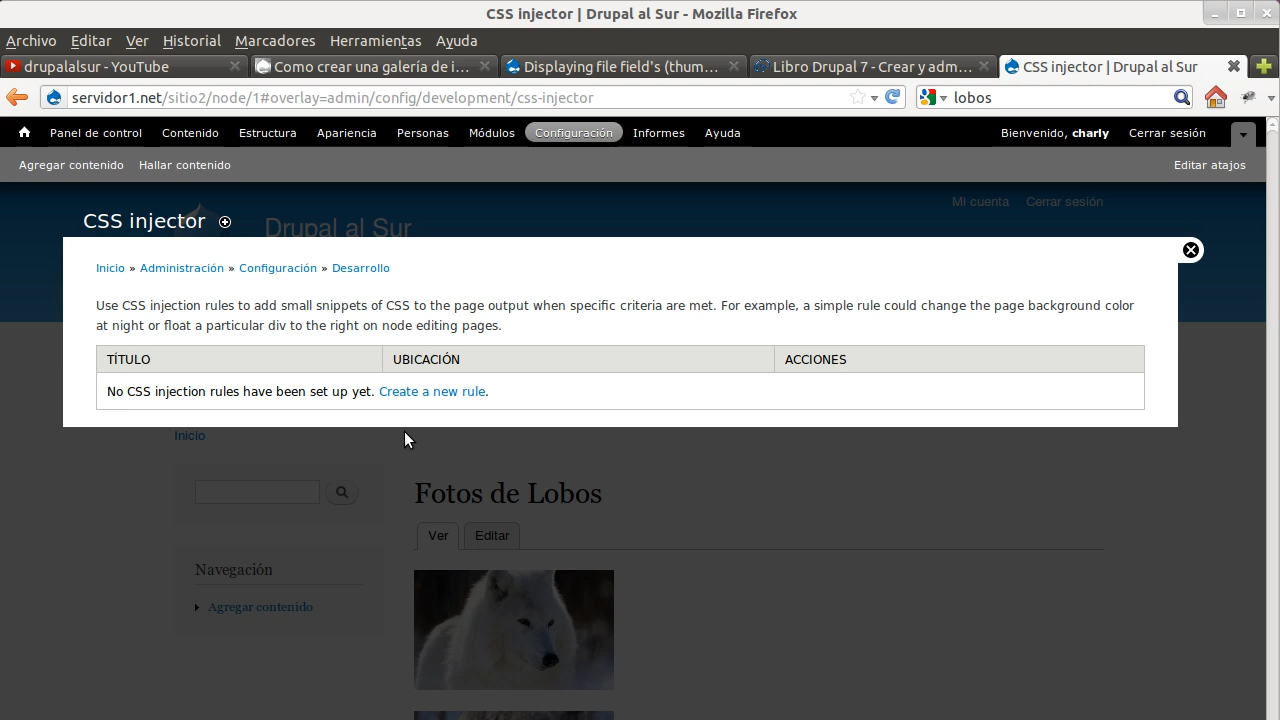 CSS injector | Drupal al Sur - Mozilla Firefox
Archivo Editar Ver Historial Marcadores Herramientas Ayuda
drupalalsur - YouTube
Como crear una galería de i...
Displaying file field's (thum...
Libro Drupal 7 - Crear y adm...
CSS injector | Drupal al Sur
servidor1.net/sitio2/node/1#overlay=admin/config/development/css-injector
lobos
Panel de control Contenido Estructura Apariencia Personas Módulos Configuración Informes Ayuda Bienvenido, charly Cerrar sesión
Agregar contenido Hallar contenido Editar atajos
Mi cuenta Cerrar sesión
CSS injector
Drupal al Sur
Inicio » Administración » Configuración » Desarrollo
Use CSS injection rules to add small snippets of CSS to the page output when specific criteria are met. For example, a simple rule could change the page background color
at night or float a particular div to the right on node editing pages.
TÍTULO UBICACIÓN ACCIONES
No CSS injection rules have been set up yet. Create a new rule.
Inicio
Fotos de Lobos
Ver Editar
Navegación
Agregar contenido